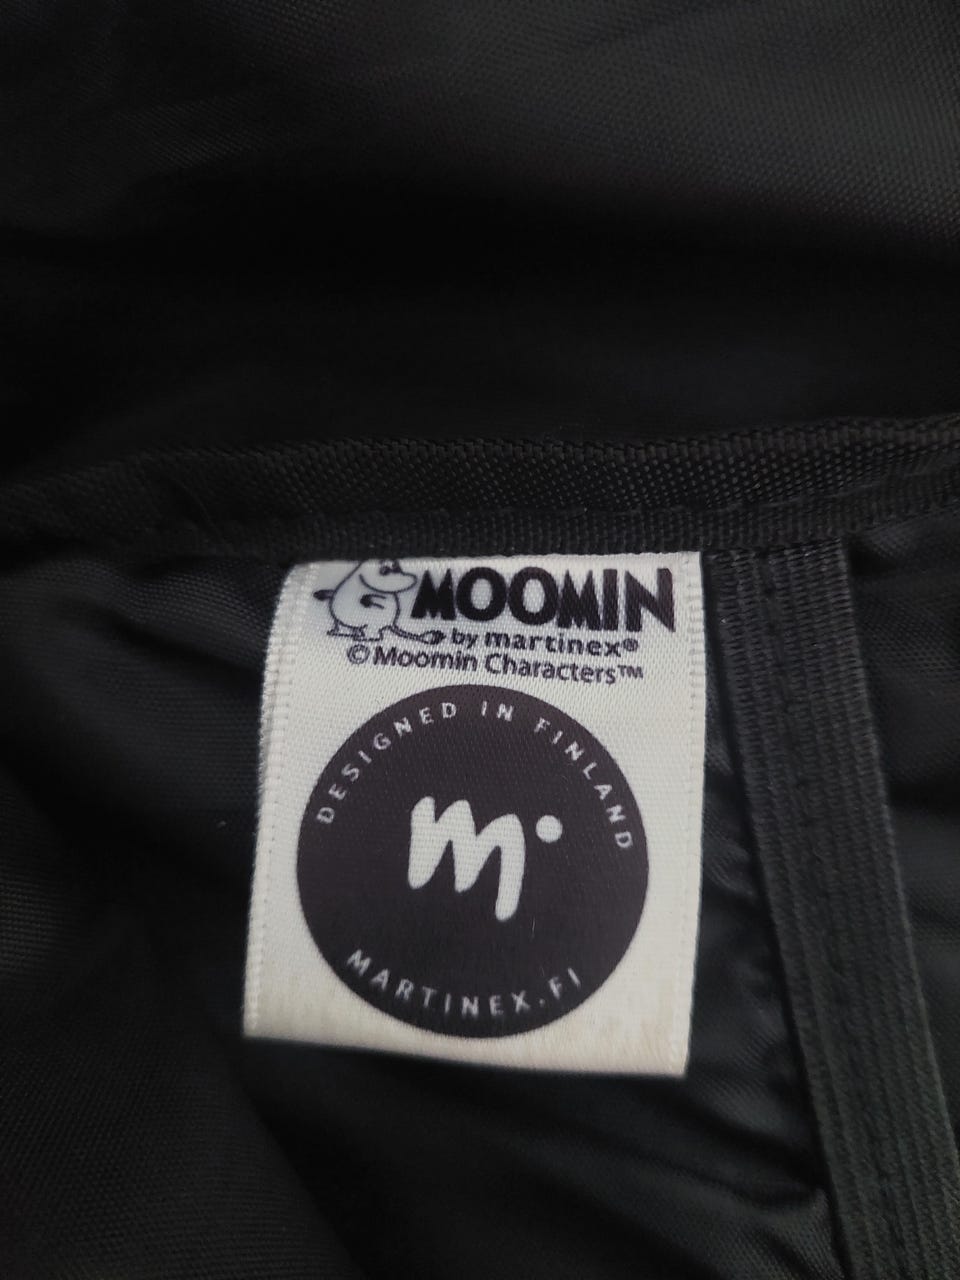 MOOMIN
by martinex®
©Moomin Characters™
DESIGNED IN FINLAND
m
MARTINEX.FI